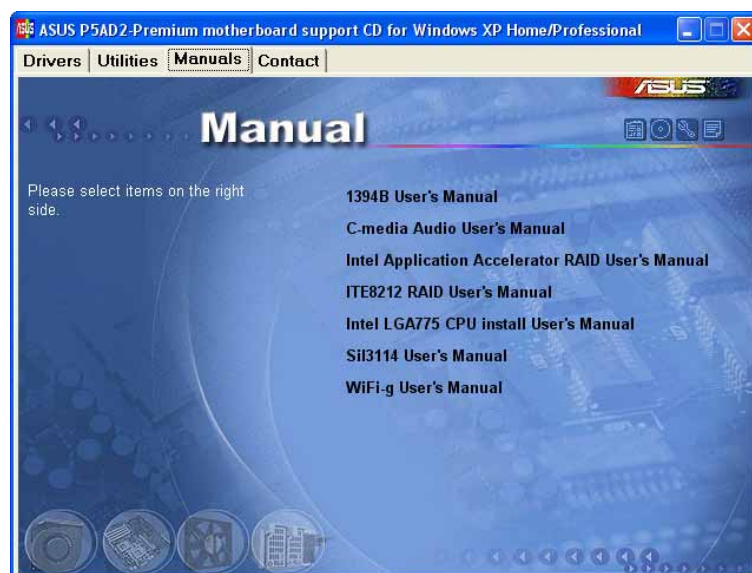 ASUS P5AD2-Premium motherboard support CD for Windows XP Home/Professional
Drivers Utilities Manuals Contact
ASUS
Manual
Please select items on the right
side.
1394B User's Manual
C-media Audio User's Manual
Intel Application Accelerator RAID User's Manual
ITE8212 RAID User's Manual
Intel LGA775 CPU install User's Manual
Sil3114 User's Manual
WiFi-g User's Manual